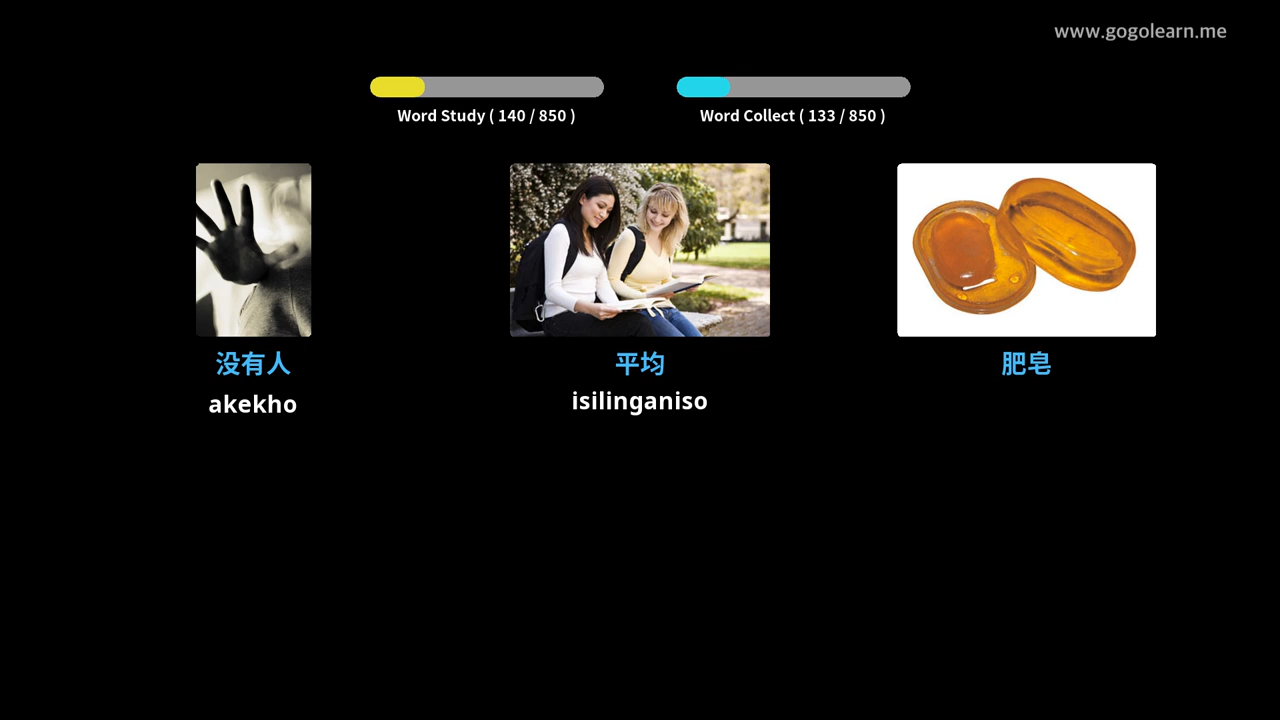 www.gogolearn.me
Word Study ( 140 / 850 )
Word Collect ( 133 / 850 )
没有人
akekho
平均
isilinganiso
肥皂